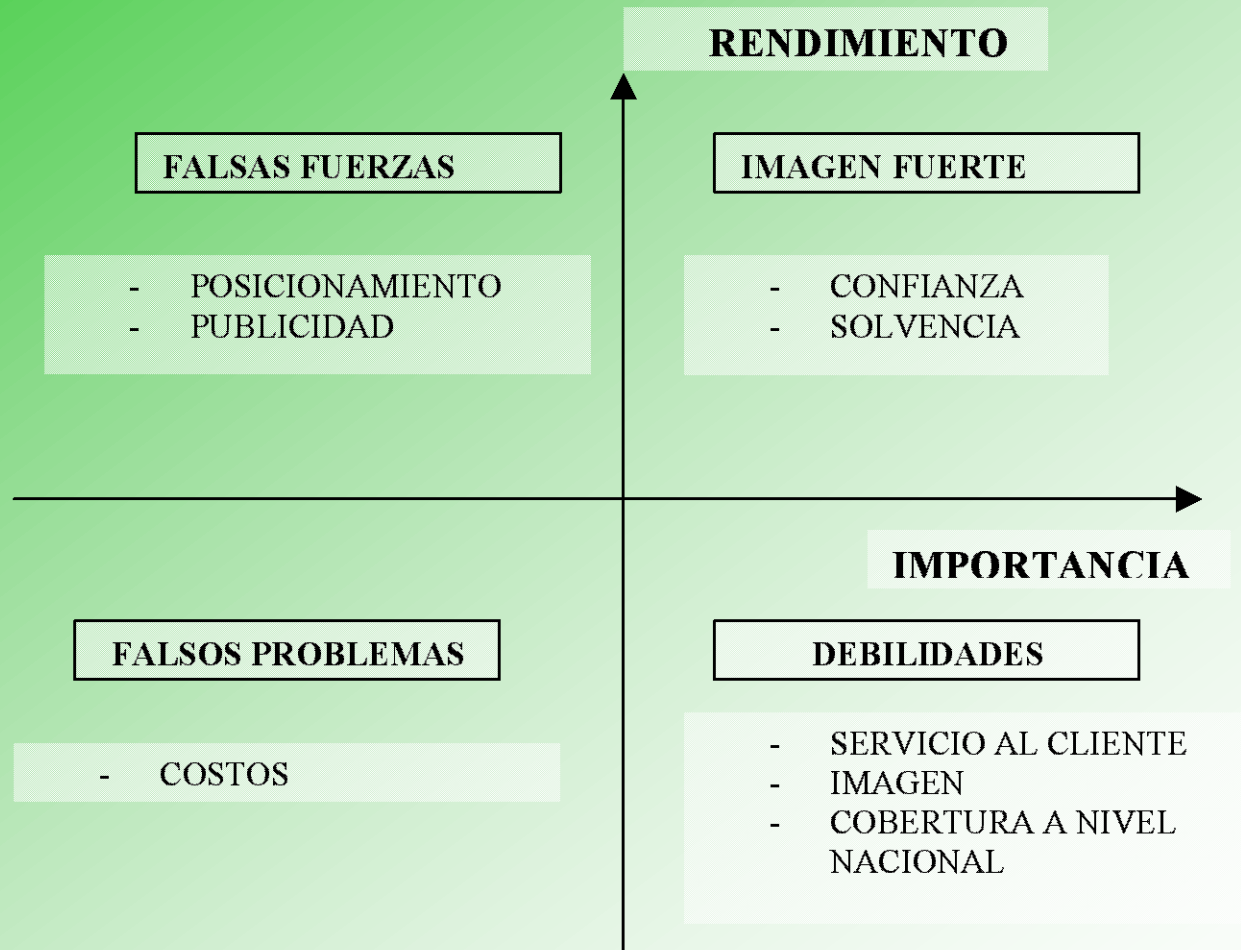 RENDIMIENTO
FALSAS FUERZAS
IMAGEN FUERTE
- POSICIONAMIENTO
- PUBLICIDAD
- CONFIANZA
- SOLVENCIA
IMPORTANCIA
FALSOS PROBLEMAS
DEBILIDADES
- COSTOS
- SERVICIO AL CLIENTE
- IMAGEN
- COBERTURA A NIVEL
NACIONAL